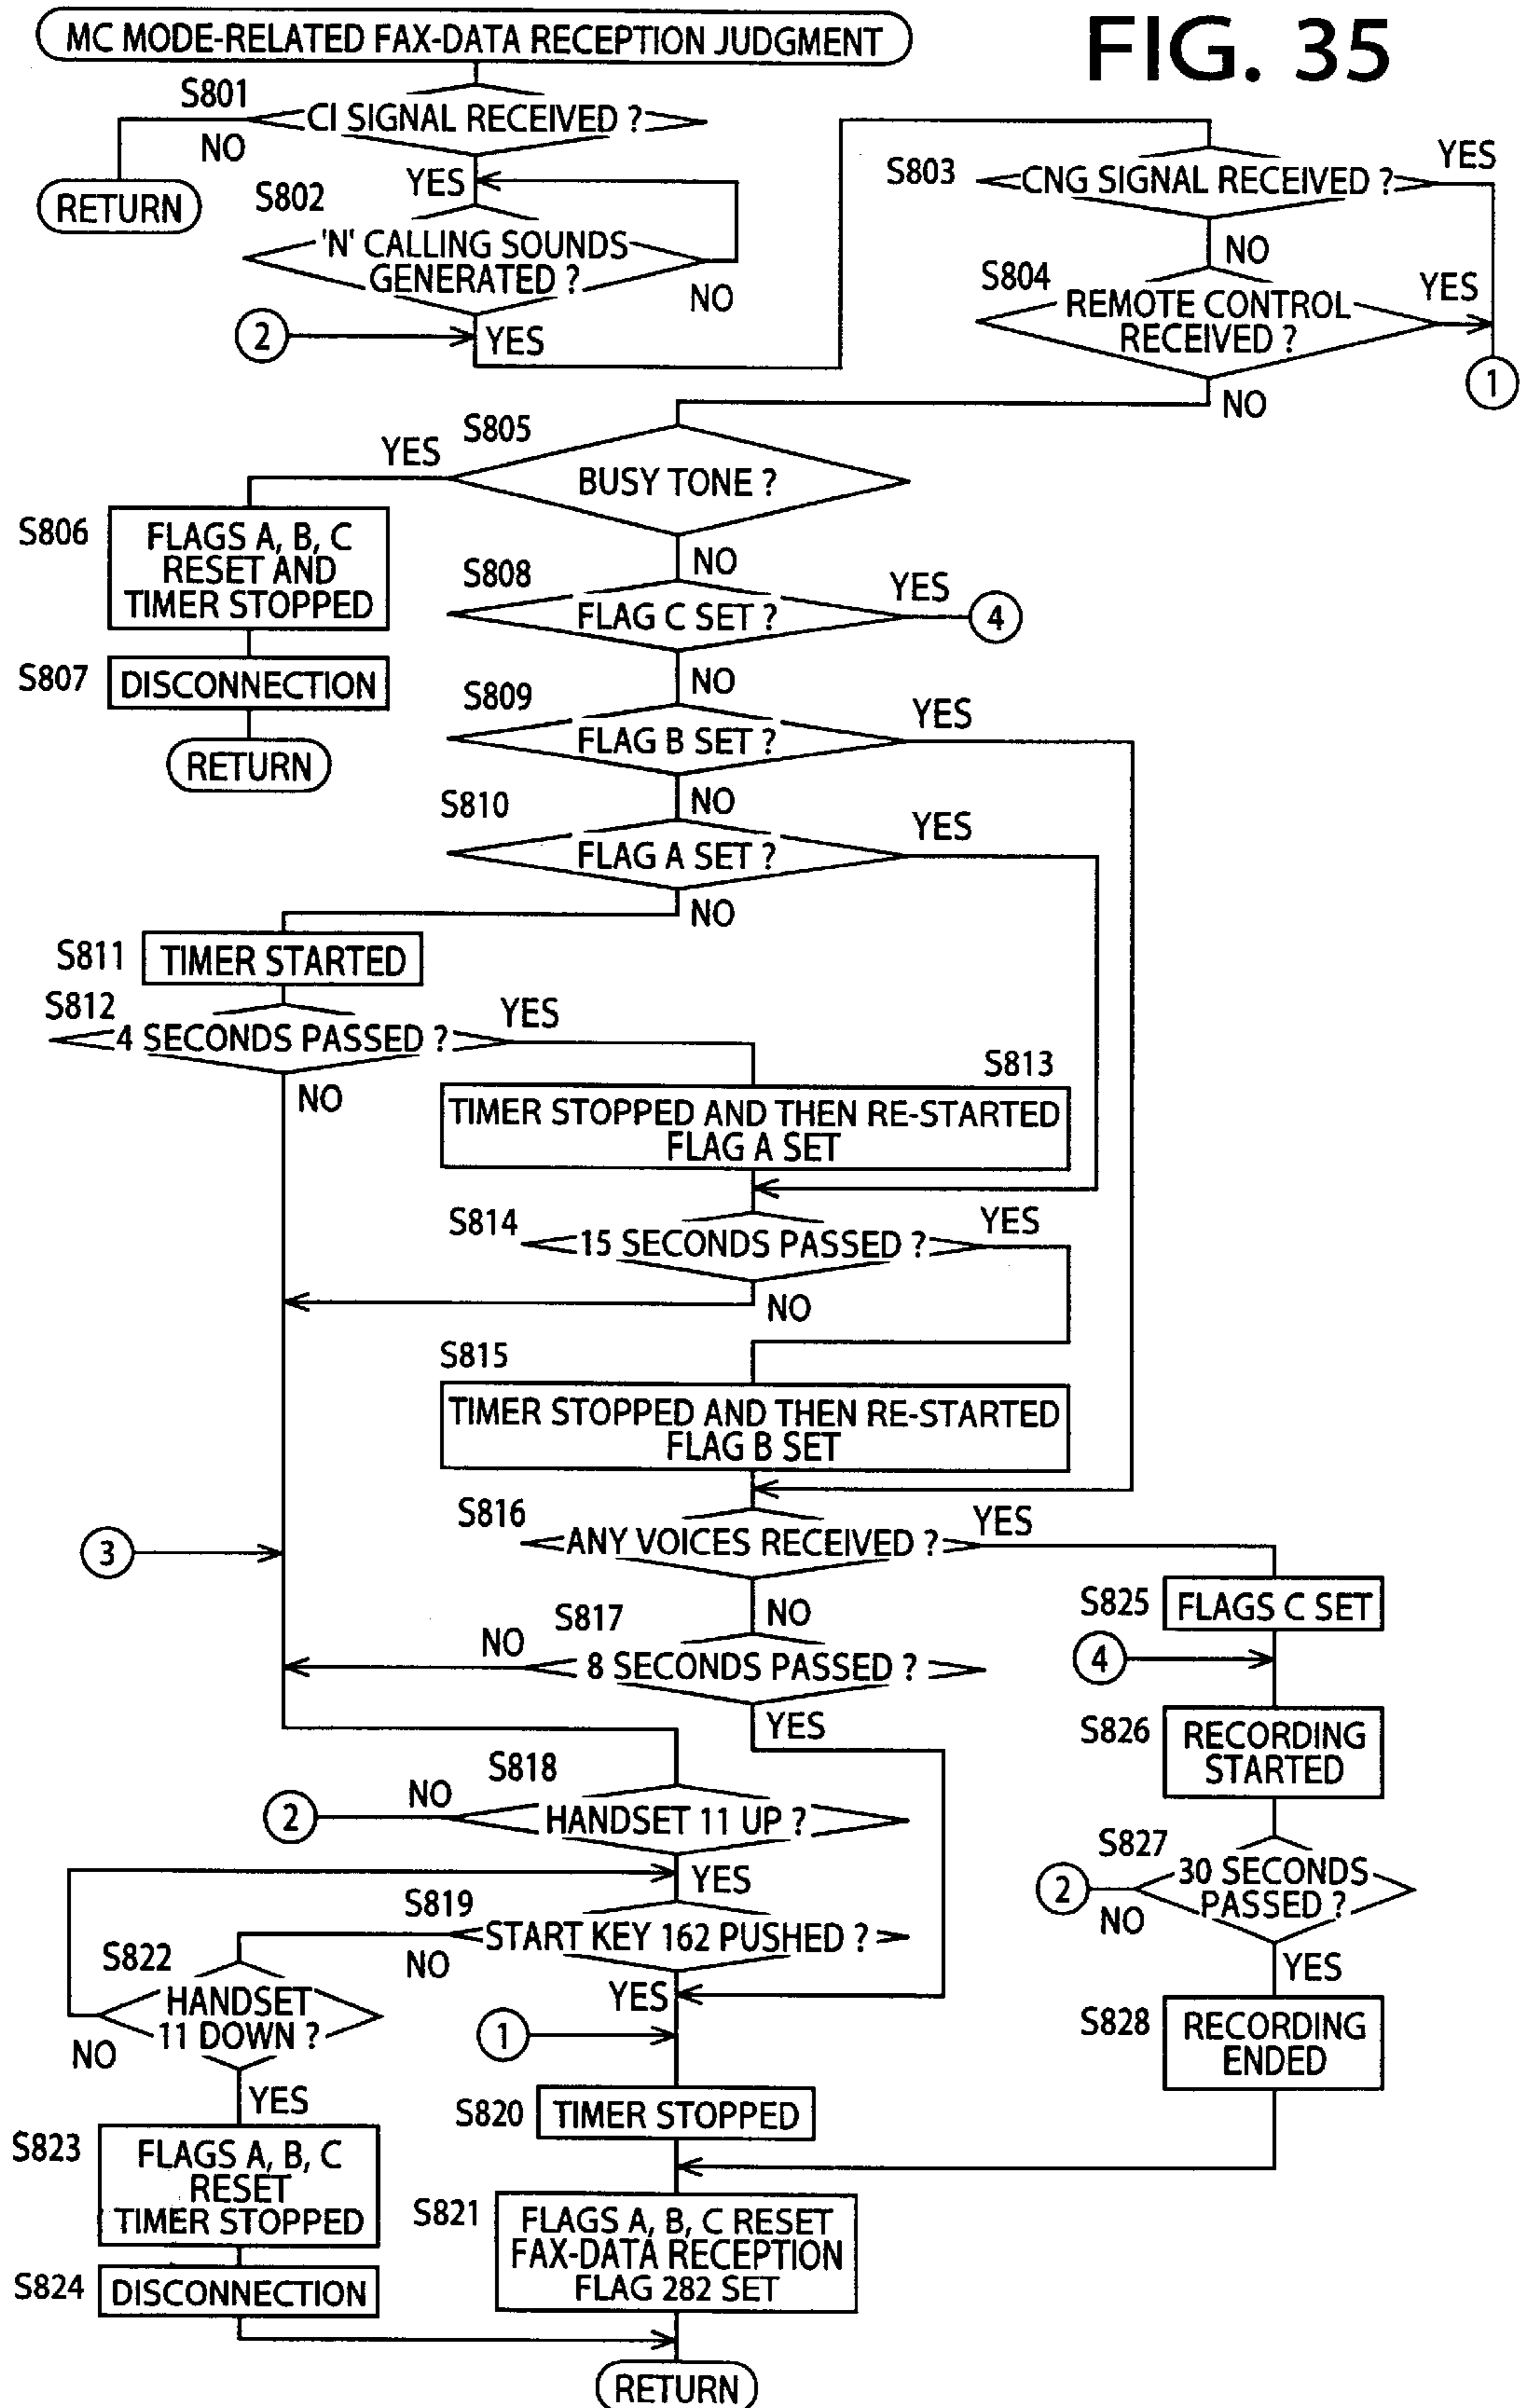 FIG. 35
MC MODE-RELATED FAX-DATA RECEPTION JUDGMENT
S801
CI SIGNAL RECEIVED ?
NO
RETURN
YES
S802
'N' CALLING SOUNDS
GENERATED ?
NO
2
YES
S803
CNG SIGNAL RECEIVED ?
YES
NO
S804
REMOTE CONTROL
RECEIVED ?
YES
1
NO
S805
BUSY TONE ?
YES
S806
FLAGS A, B, C
RESET AND
TIMER STOPPED
S807
DISCONNECTION
RETURN
NO
S808
FLAG C SET ?
YES
4
NO
S809
FLAG B SET ?
YES
NO
S810
FLAG A SET ?
YES
NO
S811
TIMER STARTED
S812
4 SECONDS PASSED ?
YES
NO
S813
TIMER STOPPED AND THEN RE-STARTED
FLAG A SET
S814
15 SECONDS PASSED ?
YES
NO
S815
TIMER STOPPED AND THEN RE-STARTED
FLAG B SET
S816
ANY VOICES RECEIVED ?
YES
3
NO
S817
8 SECONDS PASSED ?
NO
YES
S825
FLAGS C SET
4
S826
RECORDING
STARTED
S827
30 SECONDS
PASSED ?
2
NO
YES
S828
RECORDING
ENDED
S818
HANDSET 11 UP ?
NO
2
YES
S819
START KEY 162 PUSHED ?
NO
YES
S822
HANDSET
11 DOWN ?
NO
YES
1
S820
TIMER STOPPED
S823
FLAGS A, B, C
RESET
TIMER STOPPED
S824
DISCONNECTION
S821
FLAGS A, B, C RESET
FAX-DATA RECEPTION
FLAG 282 SET
RETURN